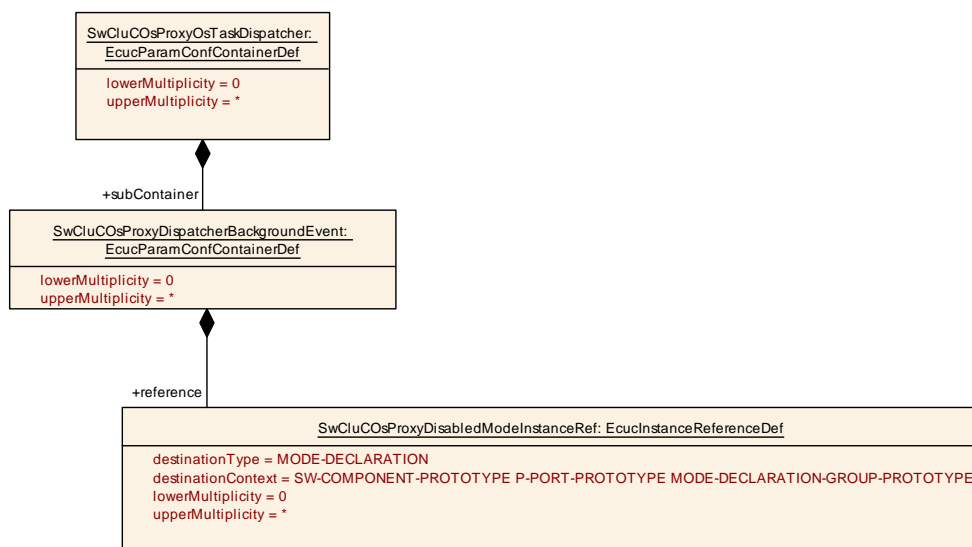 SwCluCOsProxyOsTaskDispatcher:
EcucParamConfContainerDef
lowerMultiplicity = 0
upperMultiplicity = *
+subContainer
SwCluCOsProxyDispatcherBackgroundEvent:
EcucParamConfContainerDef
lowerMultiplicity = 0
upperMultiplicity = *
+reference
SwCluCOsProxyDisabledModeInstanceRef: EcucInstanceReferenceDef
destinationType = MODE-DECLARATION
destinationContext = SW-COMPONENT-PROTOTYPE P-PORT-PROTOTYPE MODE-DECLARATION-GROUP-PROTOTYPE
lowerMultiplicity = 0
upperMultiplicity = *